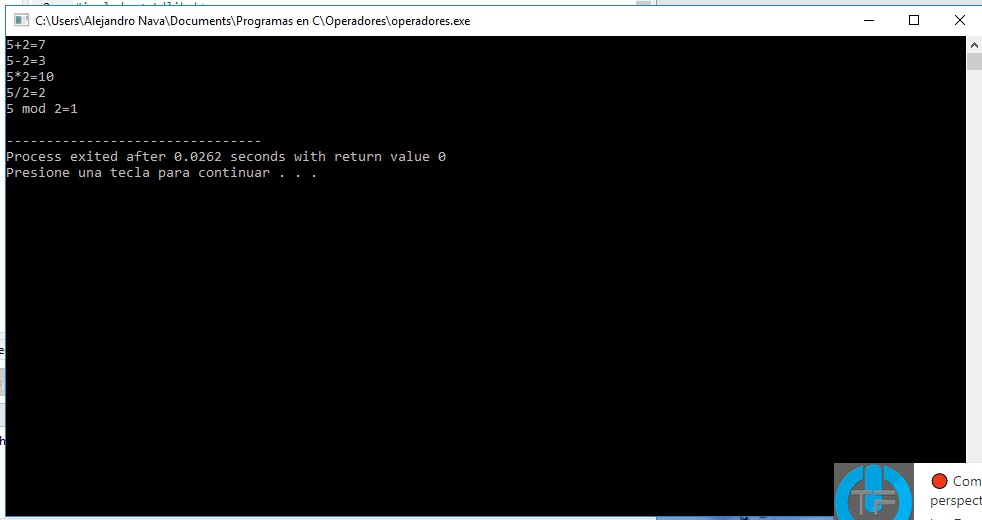 C:\Users\Alejandro Nava\Documents\Programas en C\Operadores\operadores.exe
5+2=7
5-2=3
5*2=10
5/2=2
5 mod 2=1
--------------------------------
Process exited after 0.0262 seconds with return value 0
Presione una tecla para continuar . . .
TF
Com
perspect